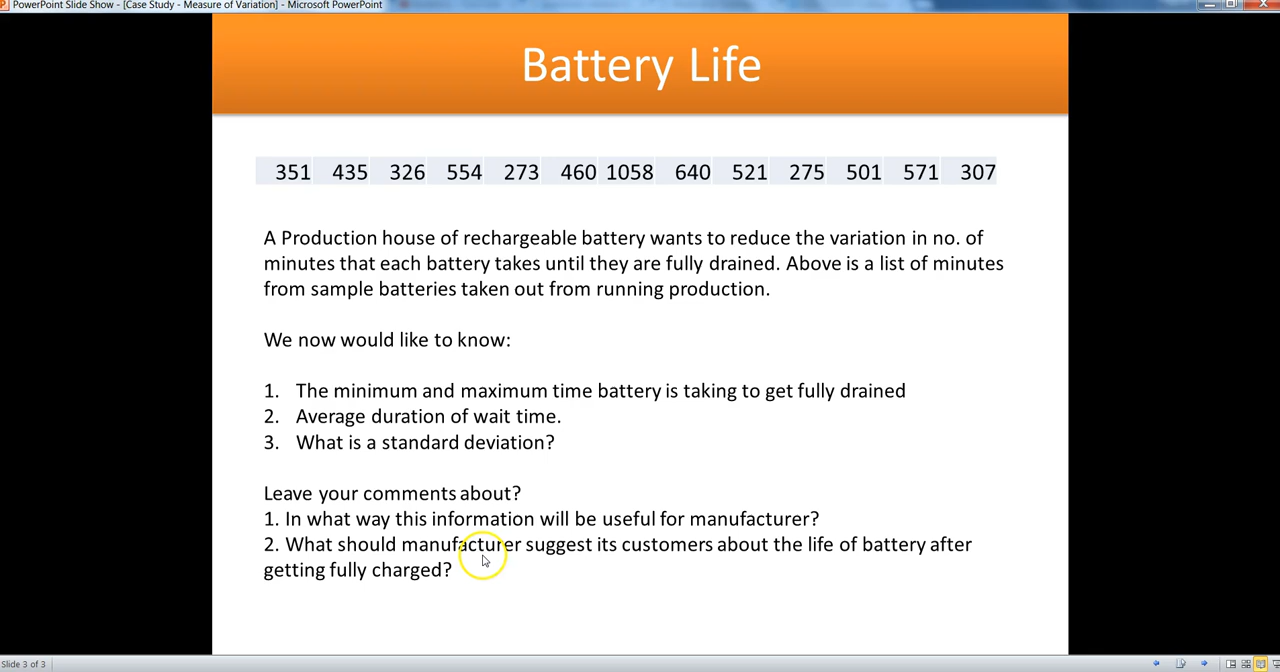 PowerPoint Slide Show - [Case Study - Measure of Variation] - Microsoft PowerPoint
Battery Life
351 435 326 554 273 460 1058 640 521 275 501 571 307
A Production house of rechargeable battery wants to reduce the variation in no. of
minutes that each battery takes until they are fully drained. Above is a list of minutes
from sample batteries taken out from running production.
We now would like to know:
1. The minimum and maximum time battery is taking to get fully drained
2. Average duration of wait time.
3. What is a standard deviation?
Leave your comments about?
1. In what way this information will be useful for manufacturer?
2. What should manufacturer suggest its customers about the life of battery after
getting fully charged?
Slide 3 of 3